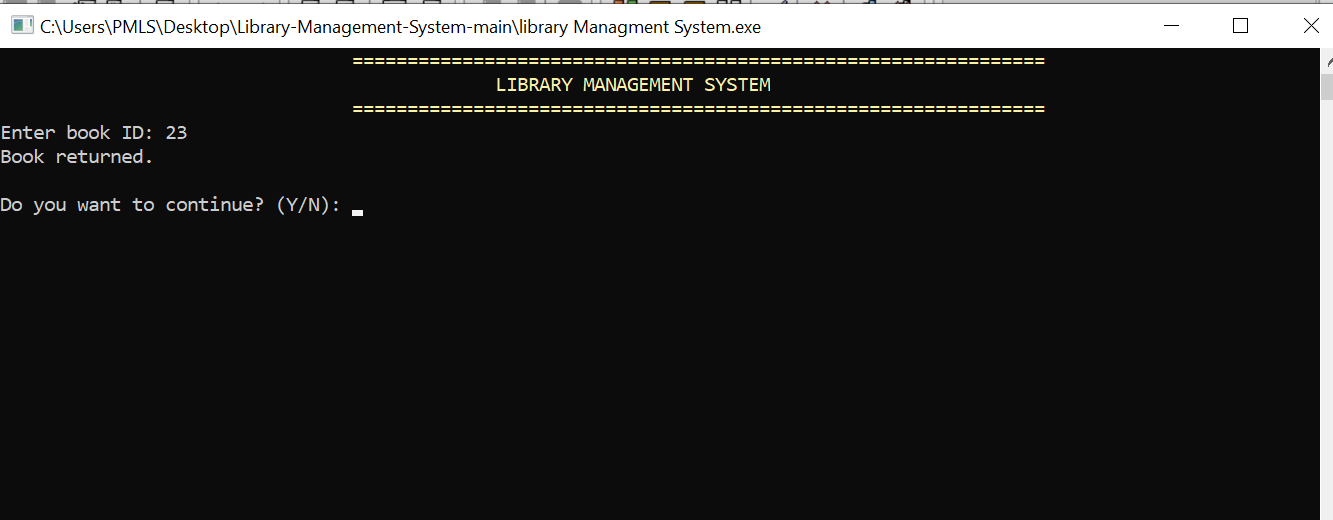 C:\Users\PMLS\Desktop\Library-Management-System-main\library Managment System.exe
===============================================================
LIBRARY MANAGEMENT SYSTEM
===============================================================
Enter book ID: 23
Book returned.
Do you want to continue? (Y/N):